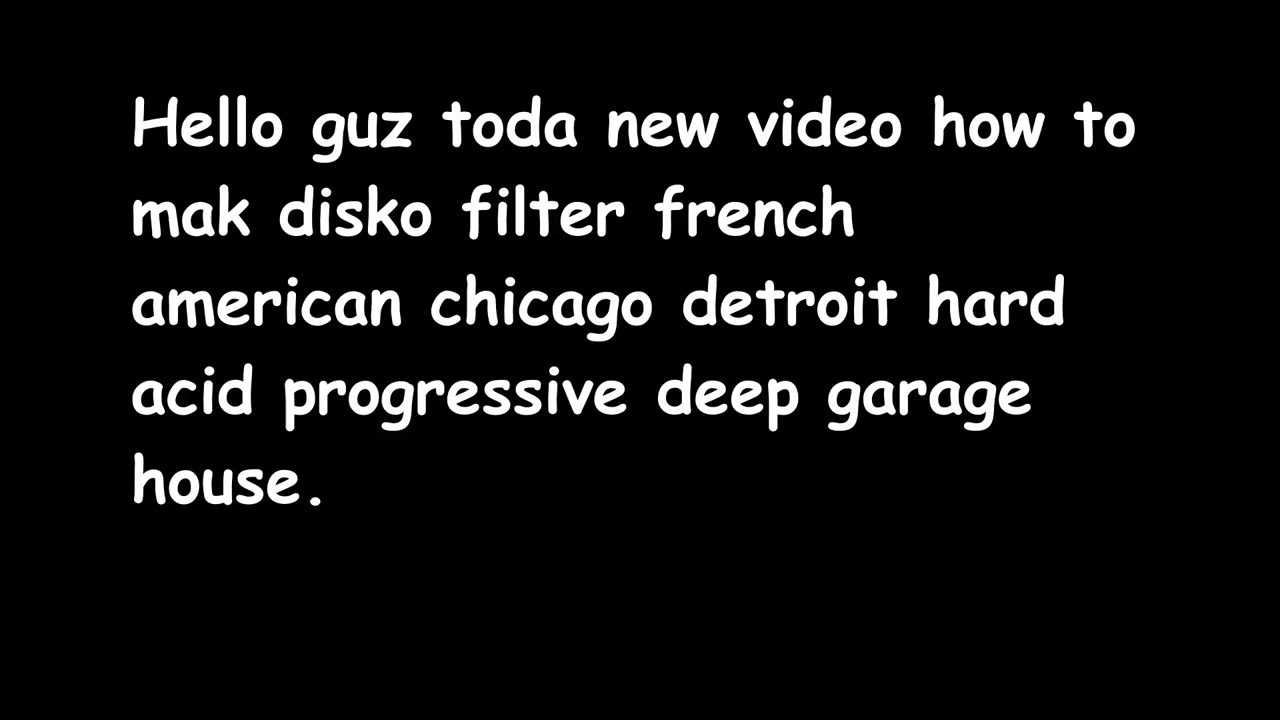 Hello guz toda new video how to
mak disko filter french
american chicago detroit hard
acid progressive deep garage
house.